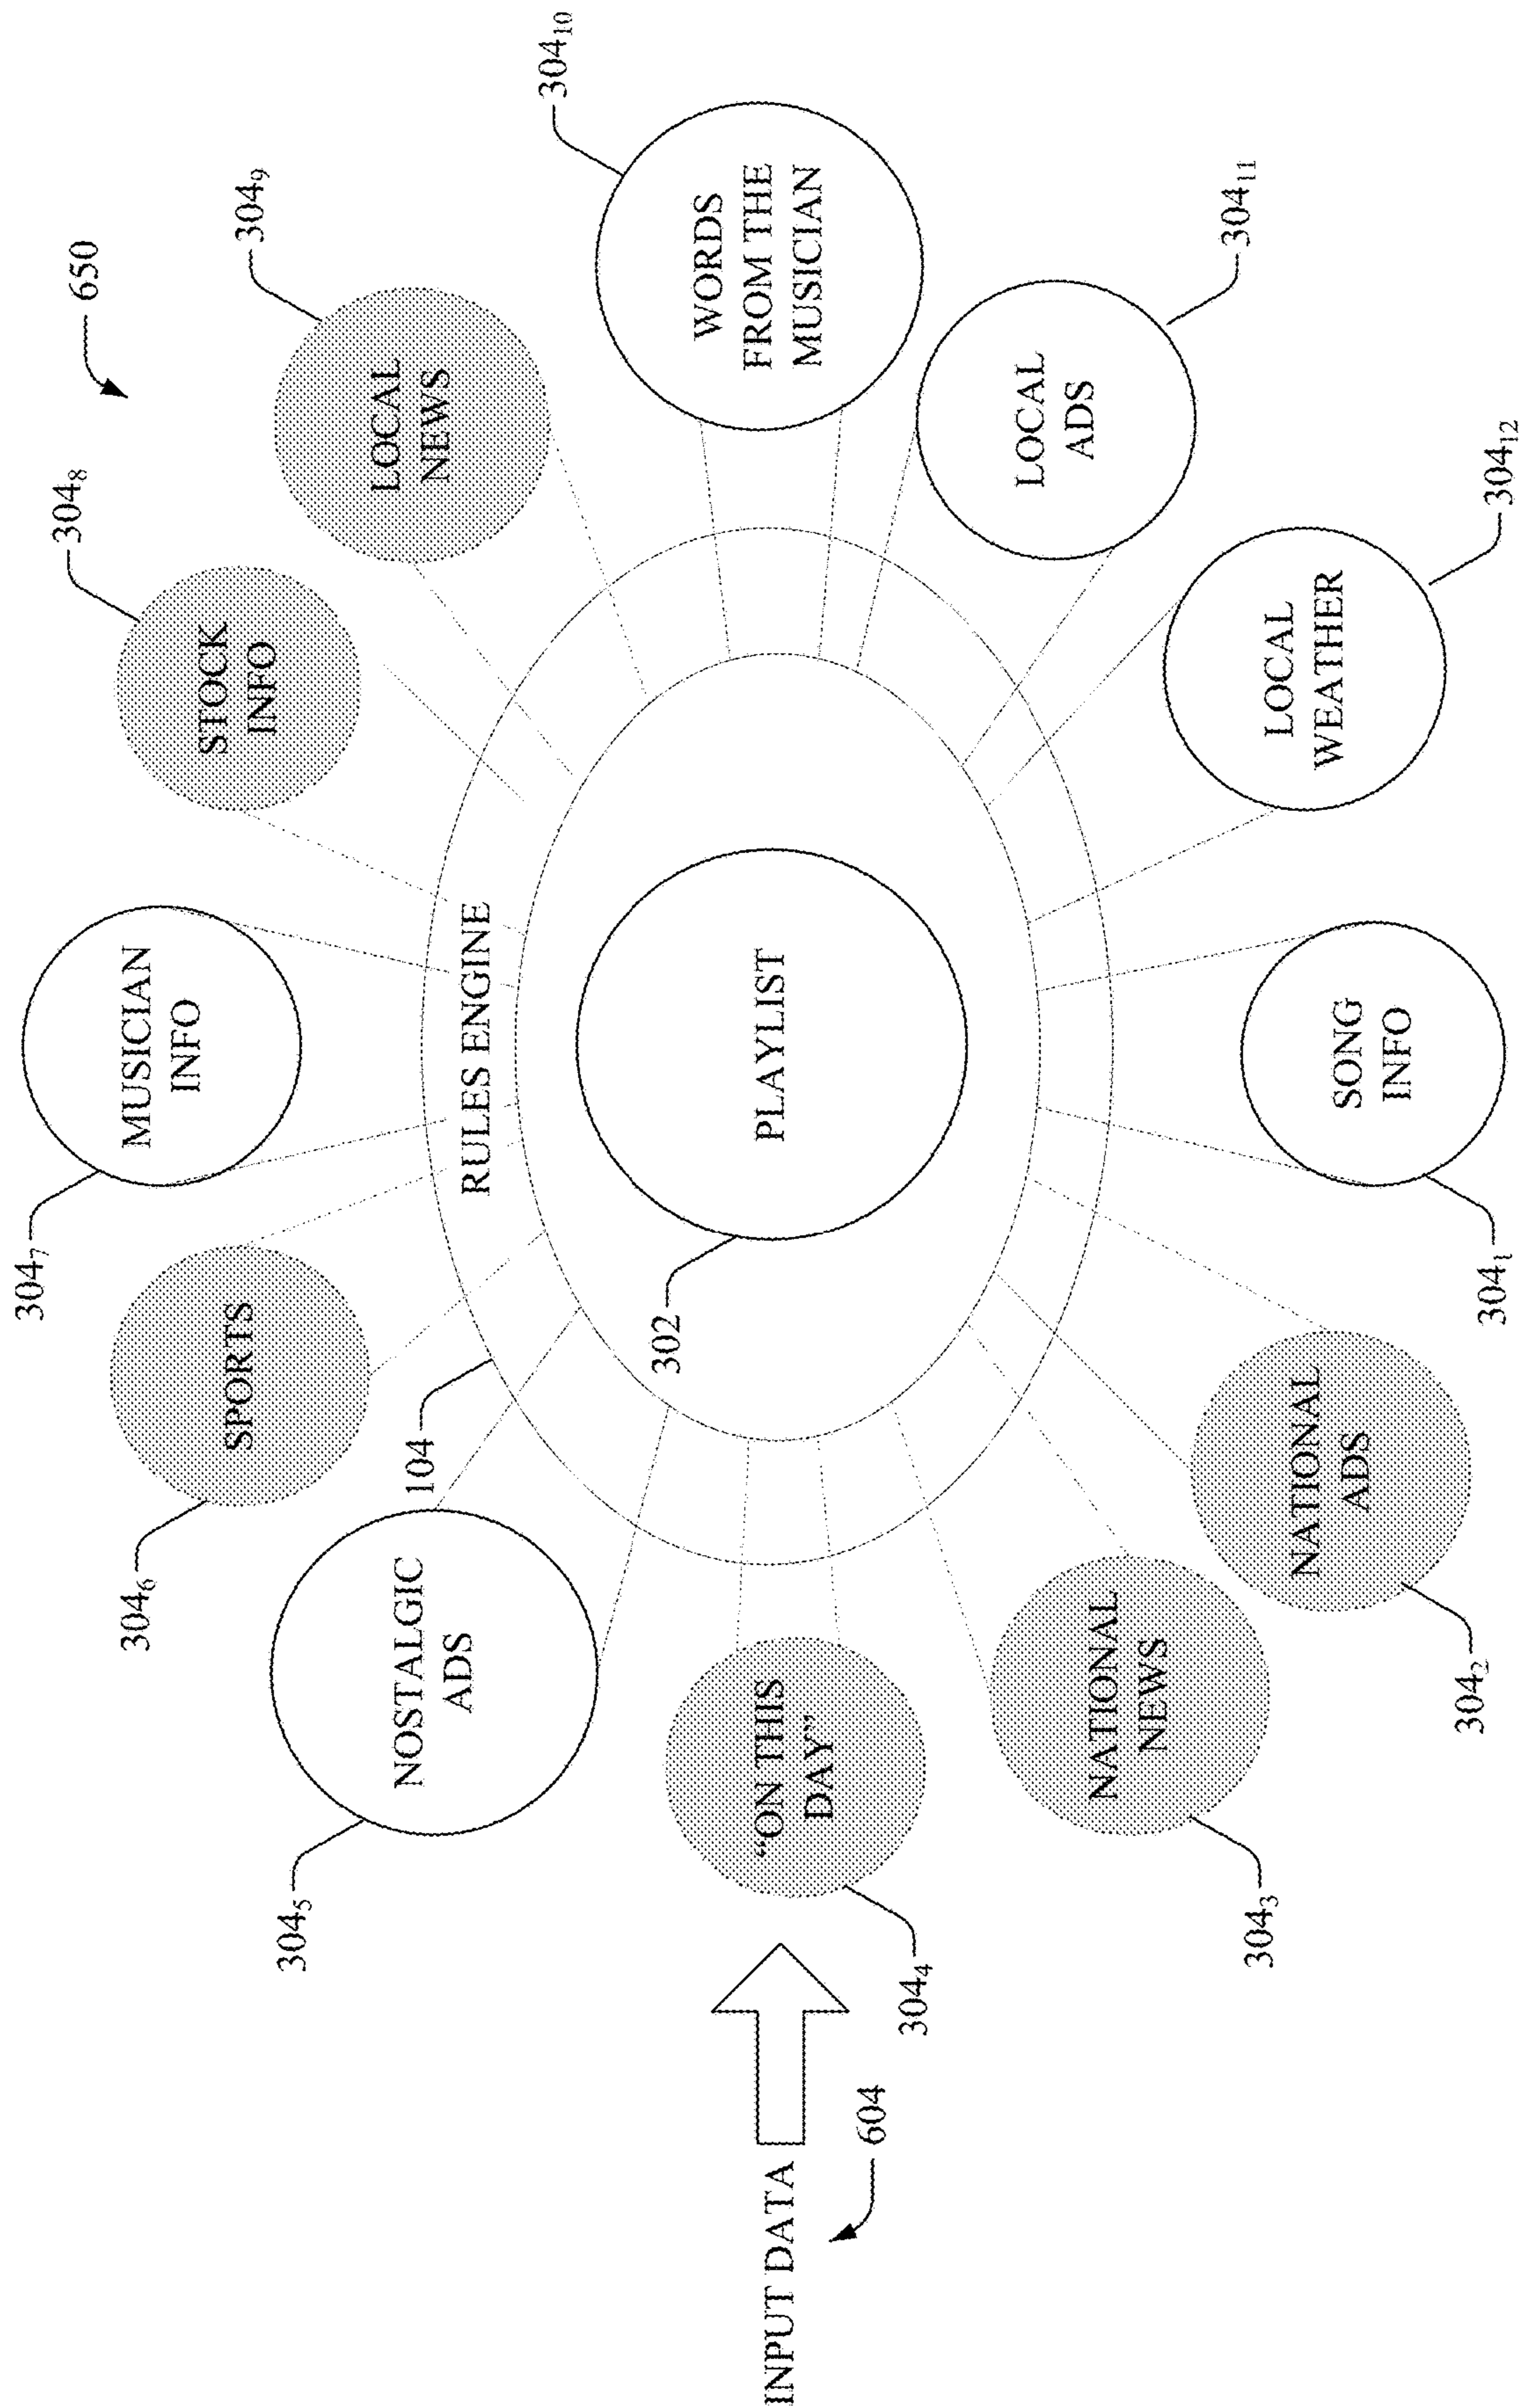 650
304₇
MUSICIAN
INFO
304₈
STOCK
INFO
304₉
LOCAL
NEWS
304₁₀
WORDS
FROM THE
MUSICIAN
304₁₁
LOCAL
ADS
304₁₂
LOCAL
WEATHER
304₁
SONG
INFO
304₂
NATIONAL
ADS
304₃
NATIONAL
NEWS
304₄
“ON THIS
DAY”
304₅
NOSTALGIC
ADS
304₆
SPORTS
104
RULES ENGINE
302
PLAYLIST
INPUT DATA
604